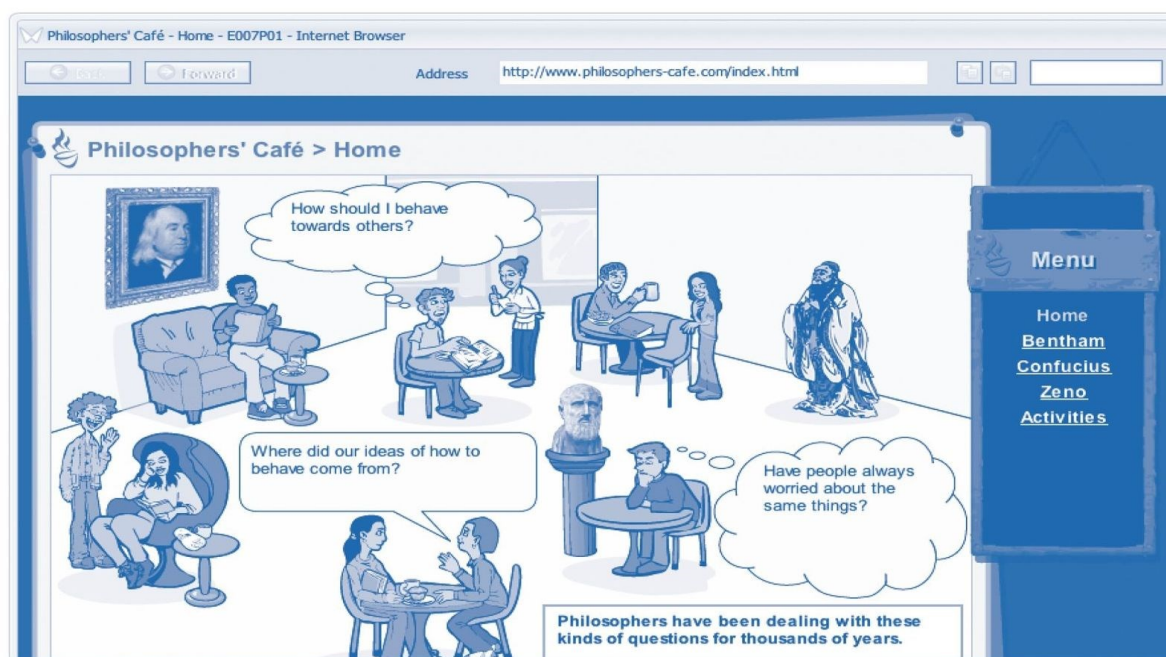 Philosophers' Café - Home - E007P01 - Internet Browser
Back
Forward
Address
http://www.philosophers-cafe.com/index.html
Philosophers' Café > Home
How should I behave
towards others?
Menu
Home
Bentham
Confucius
Zeno
Activities
Where did our ideas of how to
behave come from?
Have people always
worried about the
same things?
Philosophers have been dealing with these
kinds of questions for thousands of years.